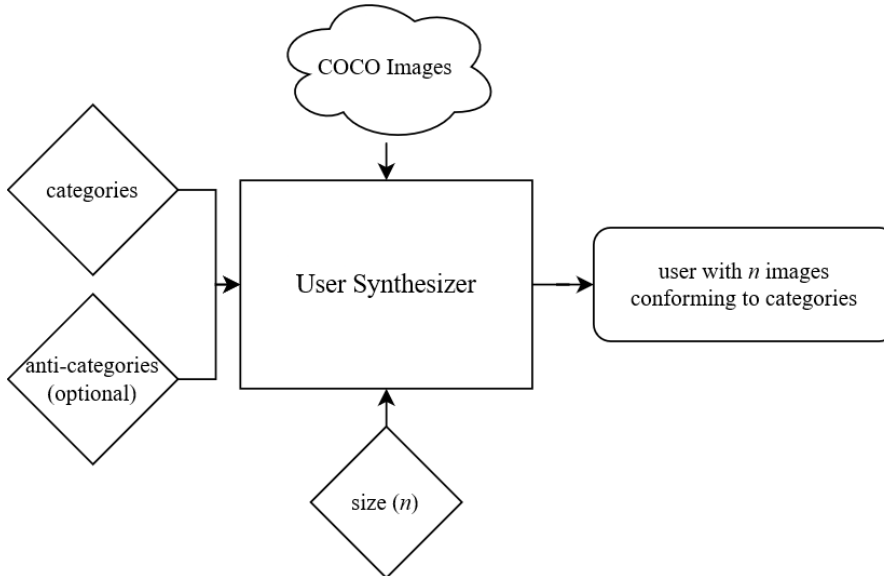 COCO Images
categories
anti-categories
(optional)
User Synthesizer
user with n images
conforming to categories
size (n)